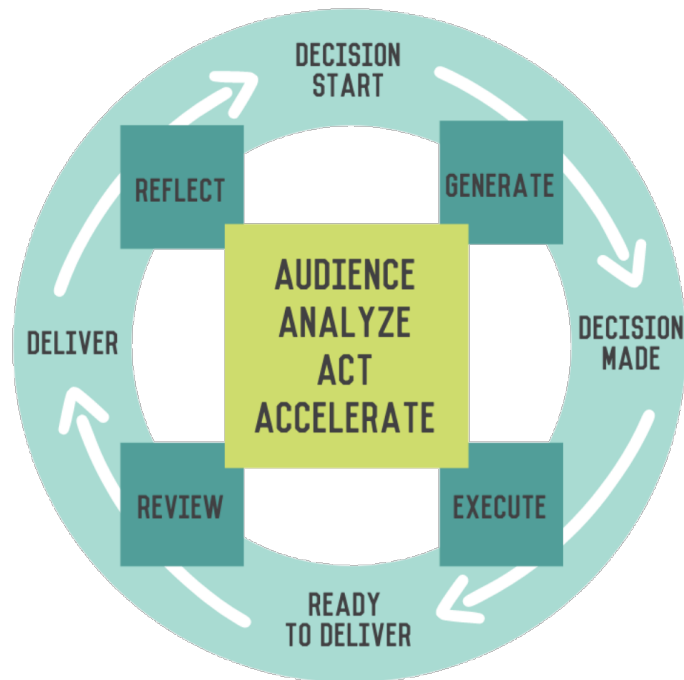 DECISION
START
REFLECT
GENERATE
AUDIENCE
ANALYZE
ACT
ACCELERATE
DELIVER
DECISION
MADE
REVIEW
EXECUTE
READY
TO DELIVER